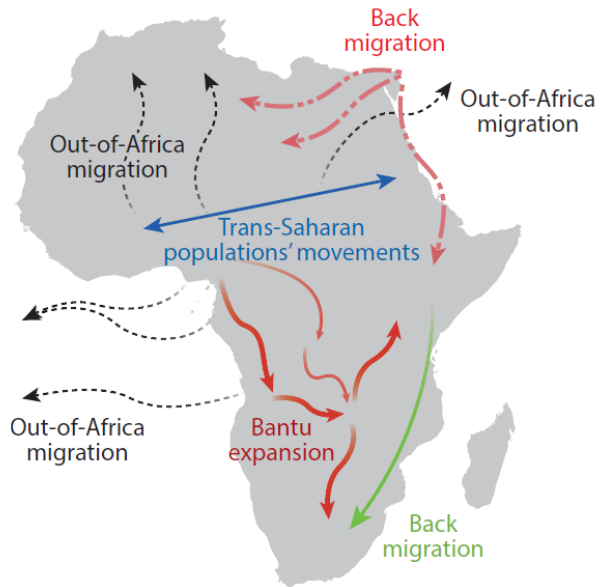 Back
migration
Out-of-Africa
migration
Out-of-Africa
migration
Trans-Saharan
populations’ movements
Out-of-Africa
migration
Bantu
expansion
Back
migration